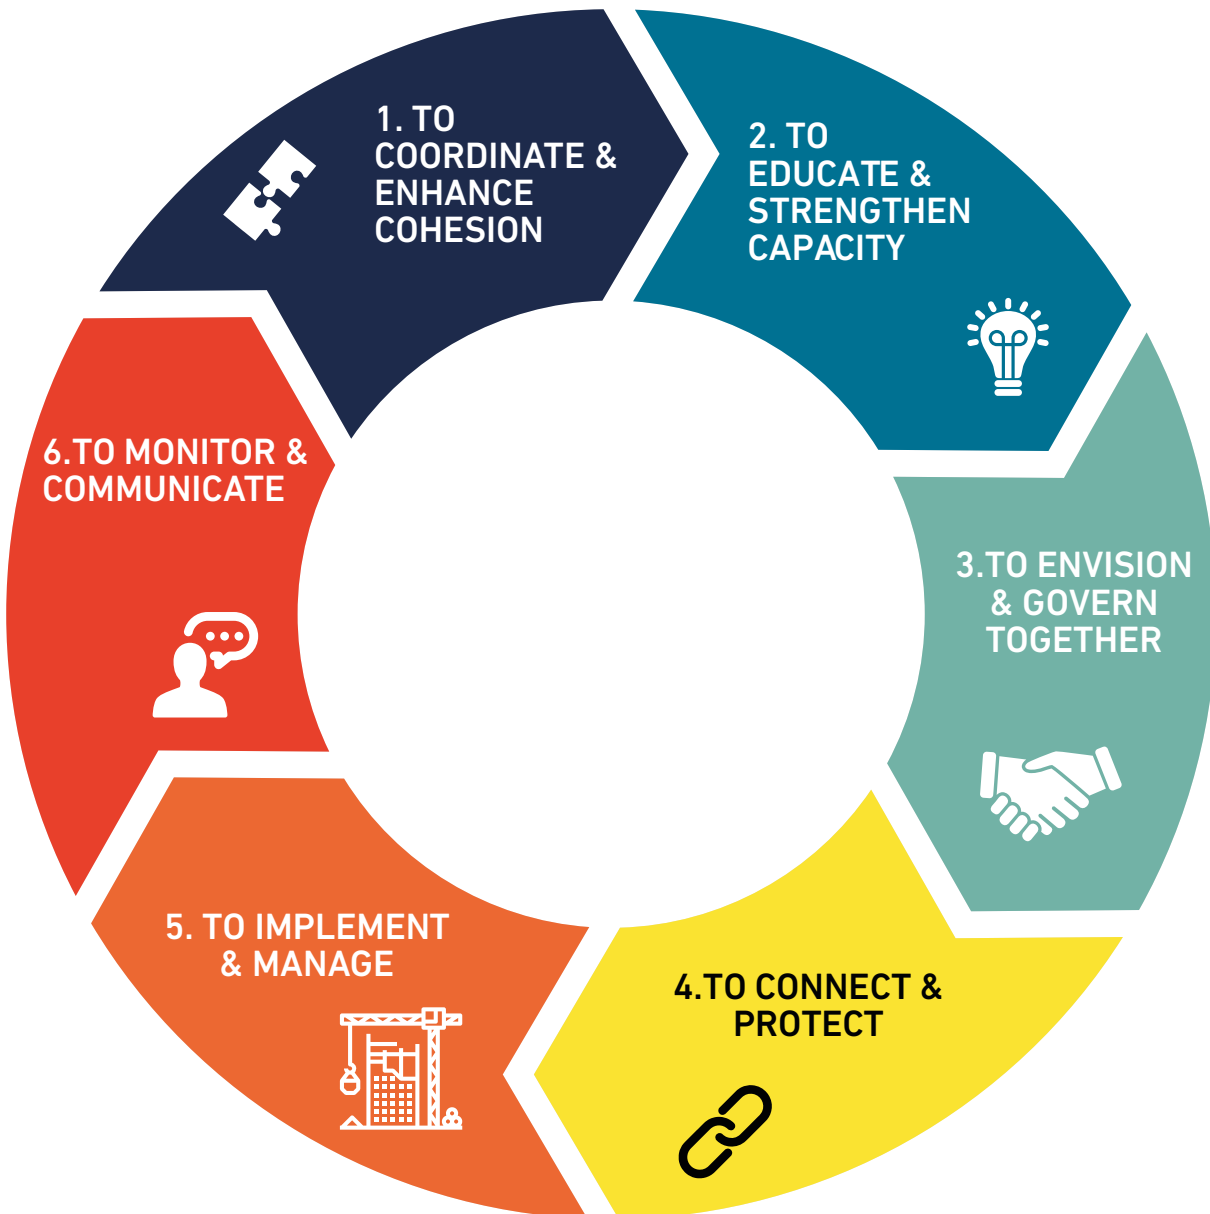 1. TO
COORDINATE &
ENHANCE
COHESION
2. TO
EDUCATE &
STRENGTHEN
CAPACITY
3.TO ENVISION
& GOVERN
TOGETHER
4.TO CONNECT &
PROTECT
5. TO IMPLEMENT
& MANAGE
6.TO MONITOR &
COMMUNICATE